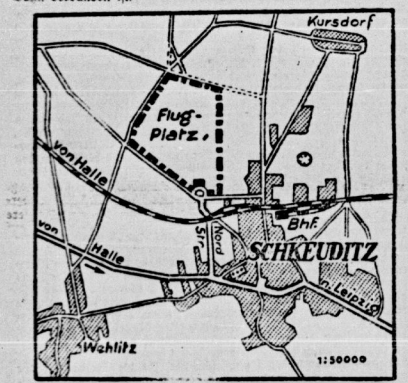 Kursdorf
Flug-
Platz
von Halle
Bhf.
von Halle
Nord
Str.
SCHKEUDITZ
n. Leipzig
Wehlitz
1:50000